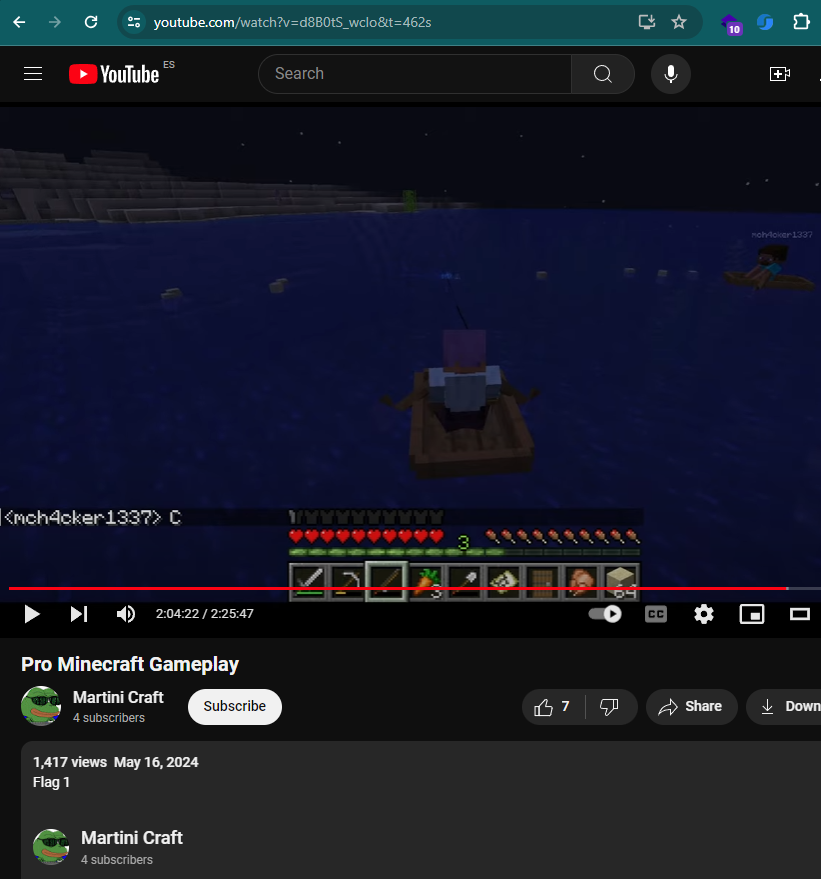 youtube.com/watch?v=d8B0tS_wclo&t=462s
10
YouTube ES
Search
mch4cker1337
<mch4cker1337> C
3
3
64
2:04:22 / 2:25:47
CC
Pro Minecraft Gameplay
Martini Craft
4 subscribers
Subscribe
7
Share
Down
1,417 views May 16, 2024
Flag 1
Martini Craft
4 subscribers